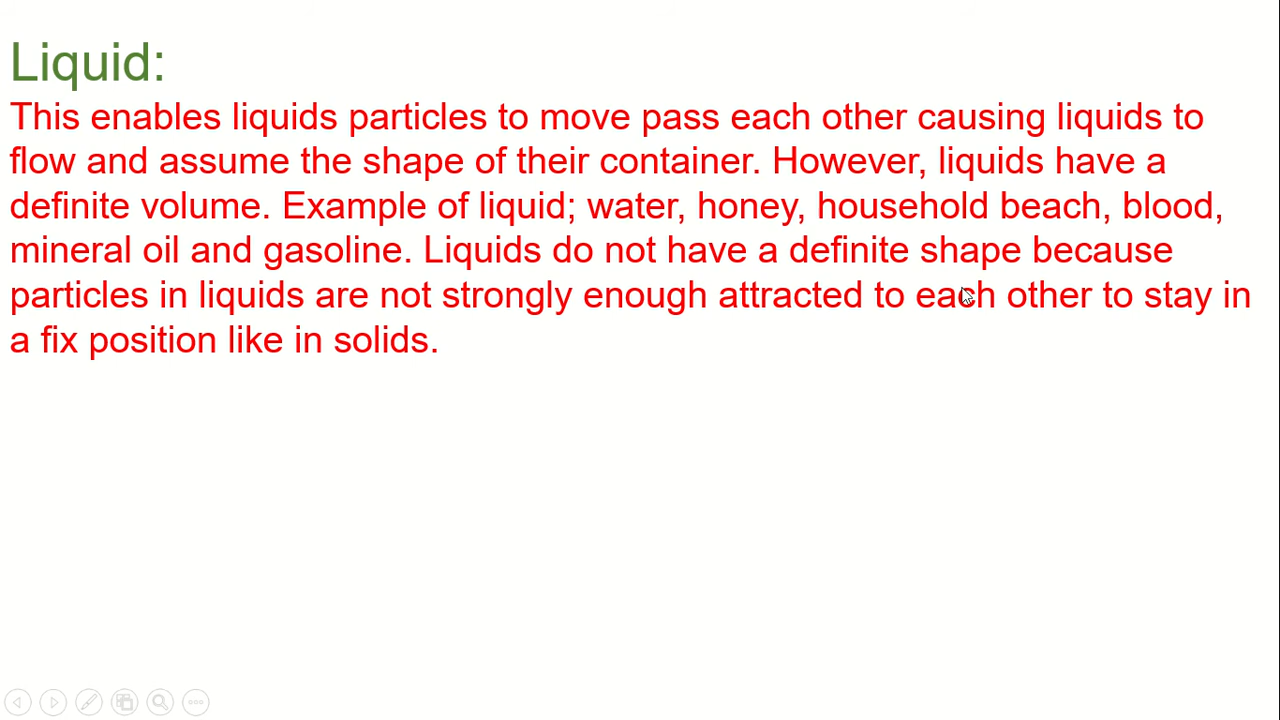 Liquid:
This enables liquids particles to move pass each other causing liquids to
flow and assume the shape of their container. However, liquids have a
definite volume. Example of liquid; water, honey, household beach, blood,
mineral oil and gasoline. Liquids do not have a definite shape because
particles in liquids are not strongly enough attracted to each other to stay in
a fix position like in solids.